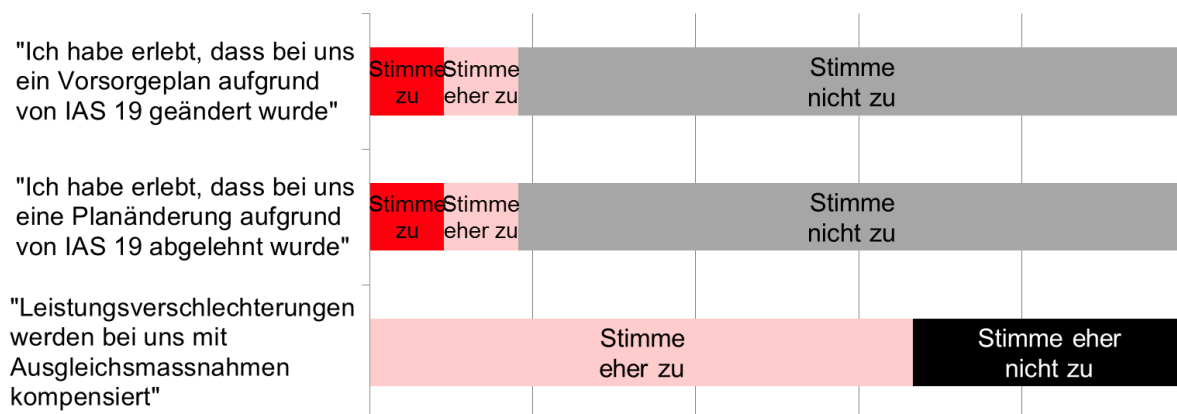 "Ich habe erlebt, dass bei uns
ein Vorsorgeplan aufgrund
von IAS 19 geändert wurde"
Stimme
zu
Stimme
eher zu
Stimme
nicht zu
"Ich habe erlebt, dass bei uns
eine Planänderung aufgrund
von IAS 19 abgelehnt wurde"
Stimme
zu
Stimme
eher zu
Stimme
nicht zu
"Leistungsverschlechterungen
werden bei uns mit
Ausgleichsmassnahmen
kompensiert"
Stimme
eher zu
Stimme eher
nicht zu